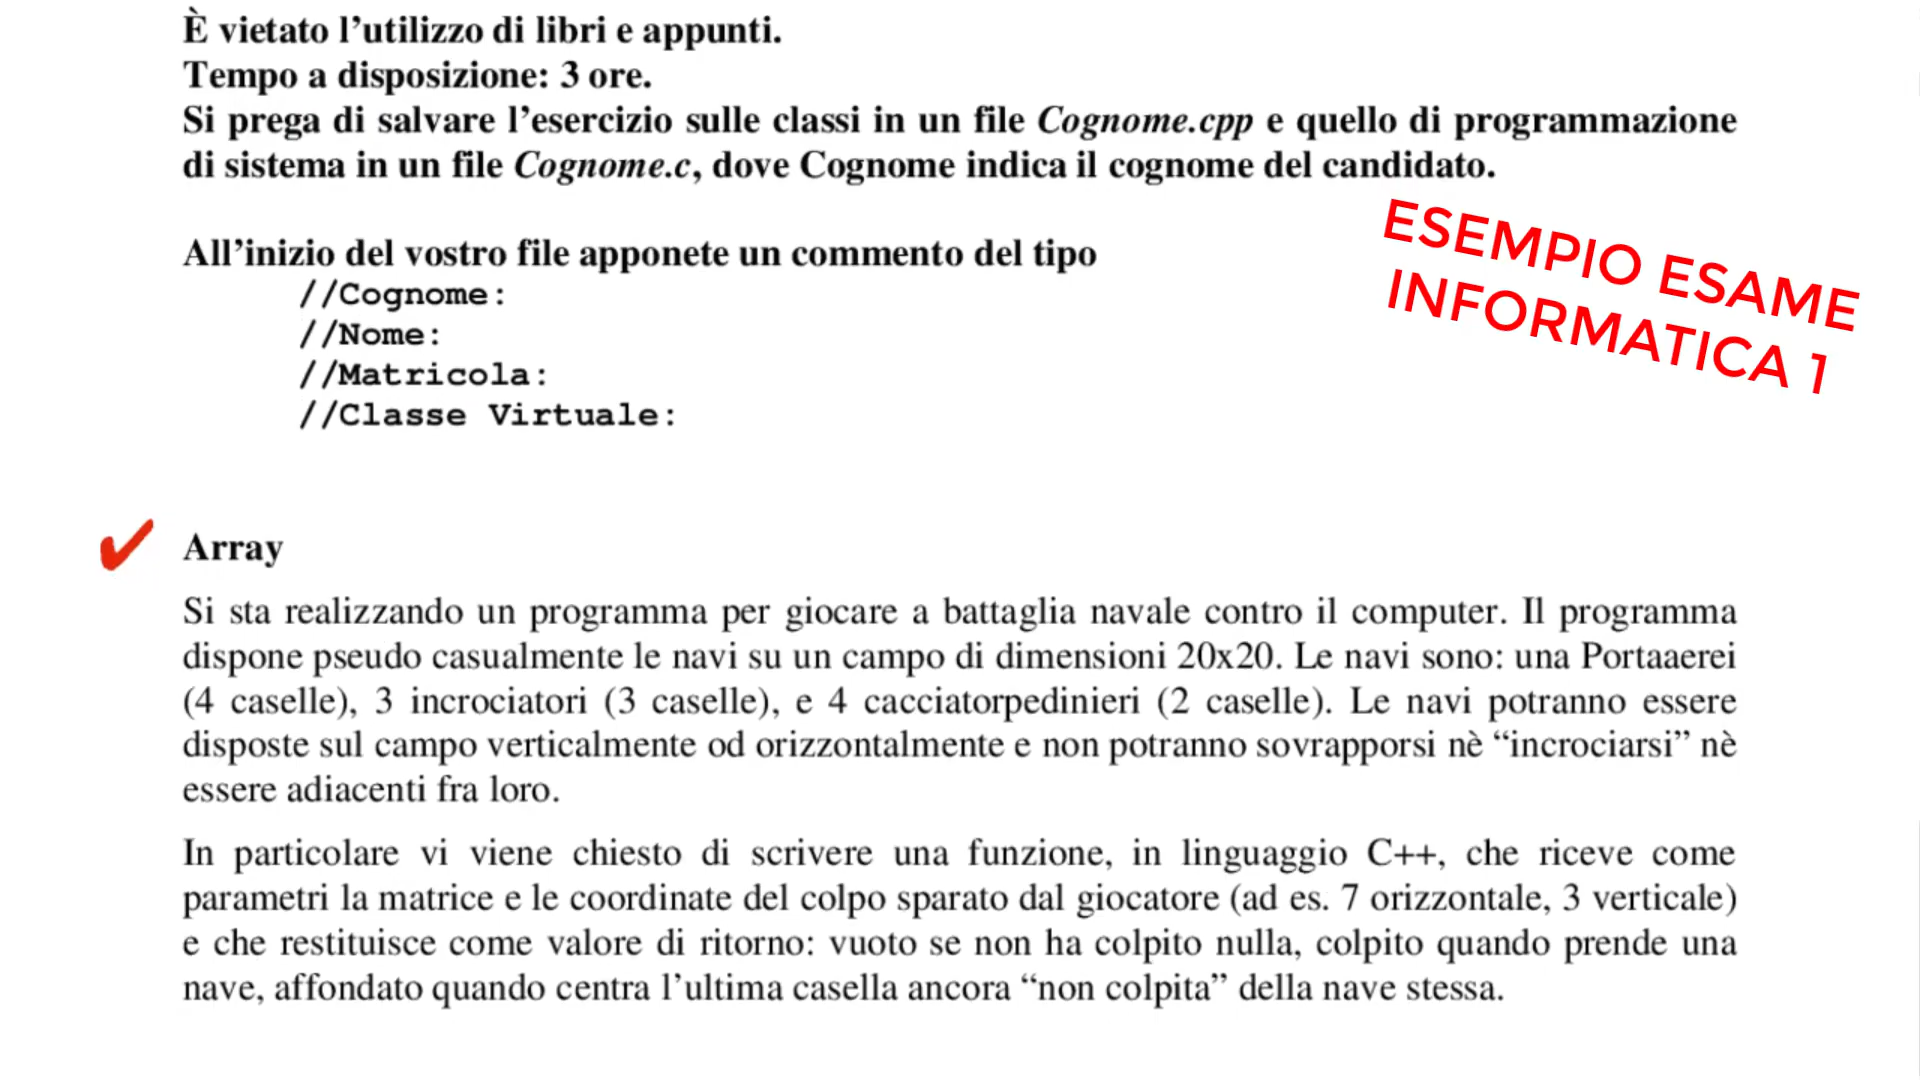 È vietato l’utilizzo di libri e appunti.
Tempo a disposizione: 3 ore.
Si prega di salvare l’esercizio sulle classi in un file Cognome.cpp e quello di programmazione
di sistema in un file Cognome.c, dove Cognome indica il cognome del candidato.
ESEMPIO ESAME
INFORMATICA 1
All’inizio del vostro file apponete un commento del tipo
//Cognome:
//Nome:
//Matricola:
//Classe Virtuale:
Array
Si sta realizzando un programma per giocare a battaglia navale contro il computer. Il programma
dispone pseudo casualmente le navi su un campo di dimensioni 20x20. Le navi sono: una Portaaerei
(4 caselle), 3 incrociatori (3 caselle), e 4 cacciatorpedinieri (2 caselle). Le navi potranno essere
disposte sul campo verticalmente od orizzontalmente e non potranno sovrapporsi nè “incrociarsi” nè
essere adiacenti fra loro.
In particolare vi viene chiesto di scrivere una funzione, in linguaggio C++, che riceve come
parametri la matrice e le coordinate del colpo sparato dal giocatore (ad es. 7 orizzontale, 3 verticale)
e che restituisce come valore di ritorno: vuoto se non ha colpito nulla, colpito quando prende una
nave, affondato quando centra l’ultima casella ancora “non colpita” della nave stessa.